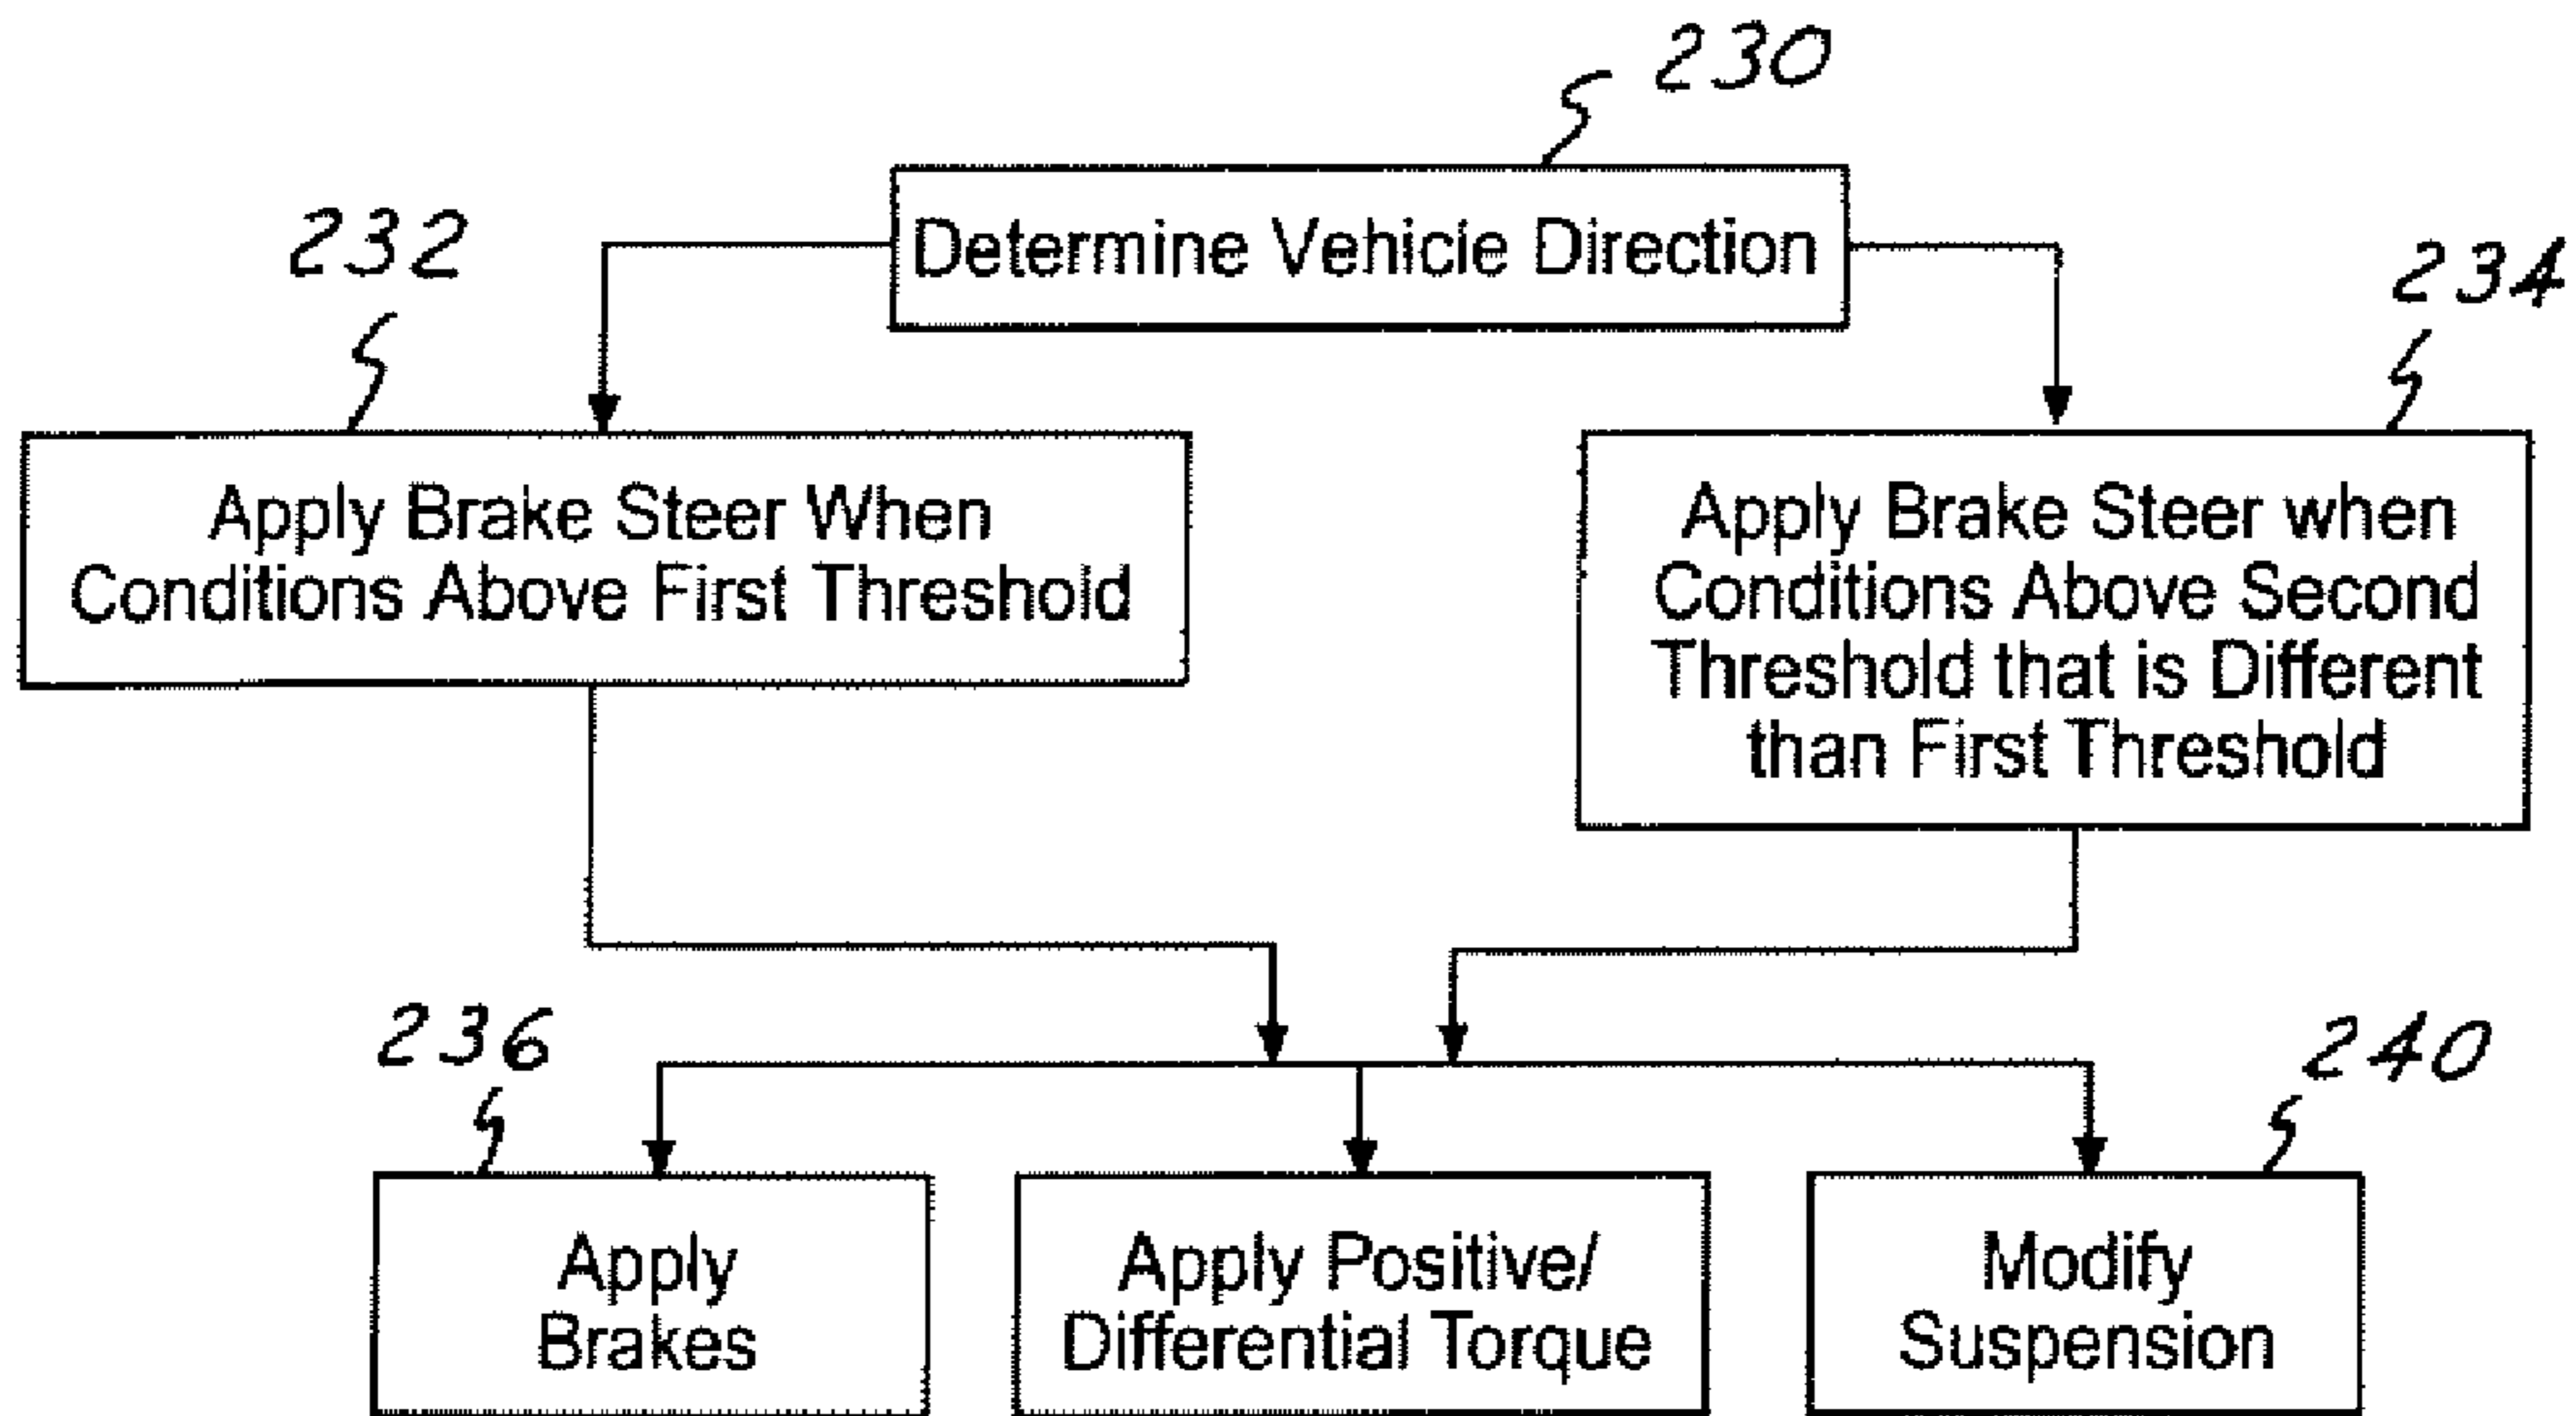 230
Determine Vehicle Direction
232
234
Apply Brake Steer When
Conditions Above First Threshold
Apply Brake Steer when
Conditions Above Second
Threshold that is Different
than First Threshold
236
240
Apply
Brakes
Apply Positive/
Differential Torque
Modify
Suspension